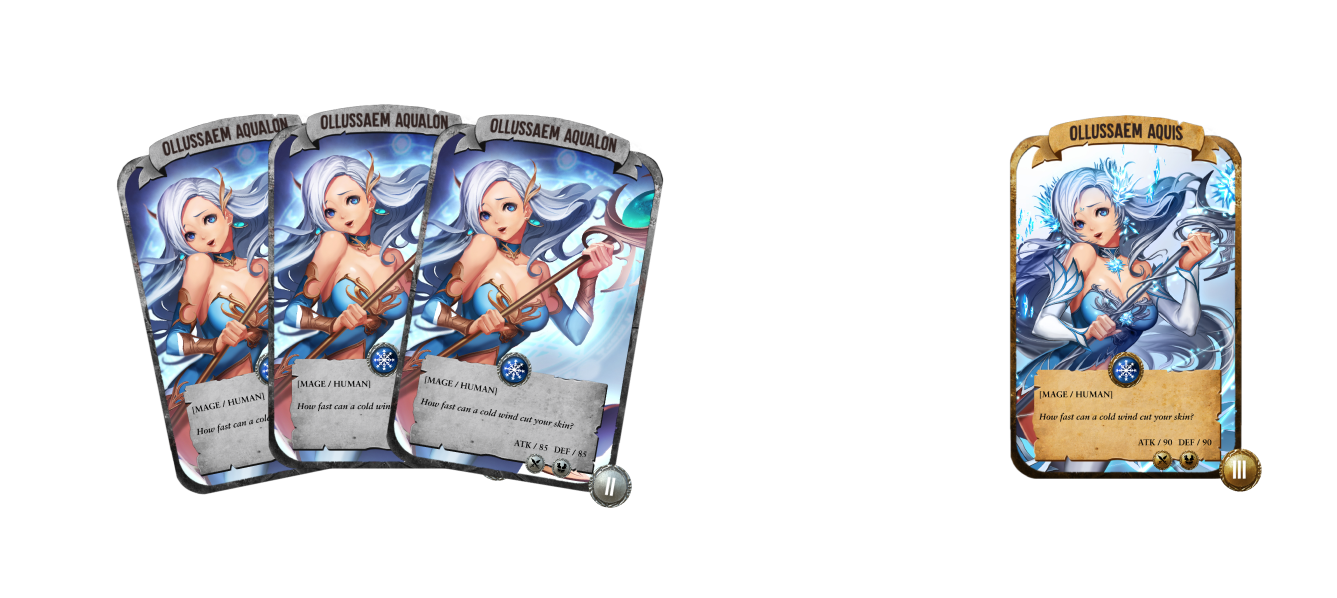 OLLUSSAEM AQUALON
[MAGE / HUMAN]
How fast can a cold
OLLUSSAEM AQUALON
[MAGE / HUMAN]
How fast can a cold win
OLLUSSAEM AQUALON
[MAGE / HUMAN]
How fast can a cold wind cut your skin?
ATK / 85 DEF / 85
II
OLLUSSAEM AQUIS
[MAGE / HUMAN]
How fast can a cold wind cut your skin?
ATK / 90 DEF / 90
III